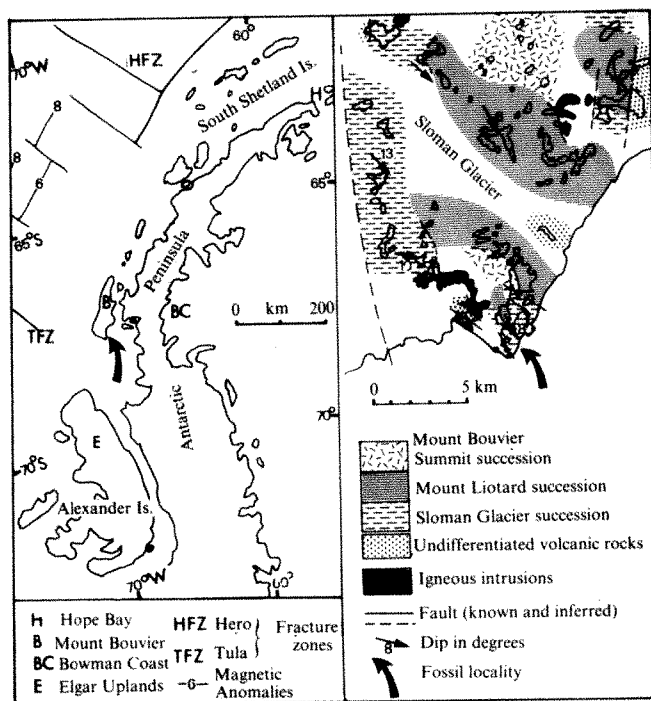 60°
70°W
HFZ
South Shetland Is.
H
8
8
6
65°
65°S
Peninsula
B
BC
0 km 200
TFZ
Antarctic
70°
E
70°S
Alexander Is.
70°W
60°
H Hope Bay
B Mount Bouvier
BC Bowman Coast
E Elgar Uplands
HFZ Hero
TFZ Tula
Fracture zones
6 Magnetic
Anomalies
Sloman Glacier
13
0 5 km
Mount Bouvier
Summit succession
Mount Liotard succession
Sloman Glacier succession
Undifferentiated volcanic rocks
Igneous intrusions
Fault (known and inferred)
8 Dip in degrees
Fossil locality